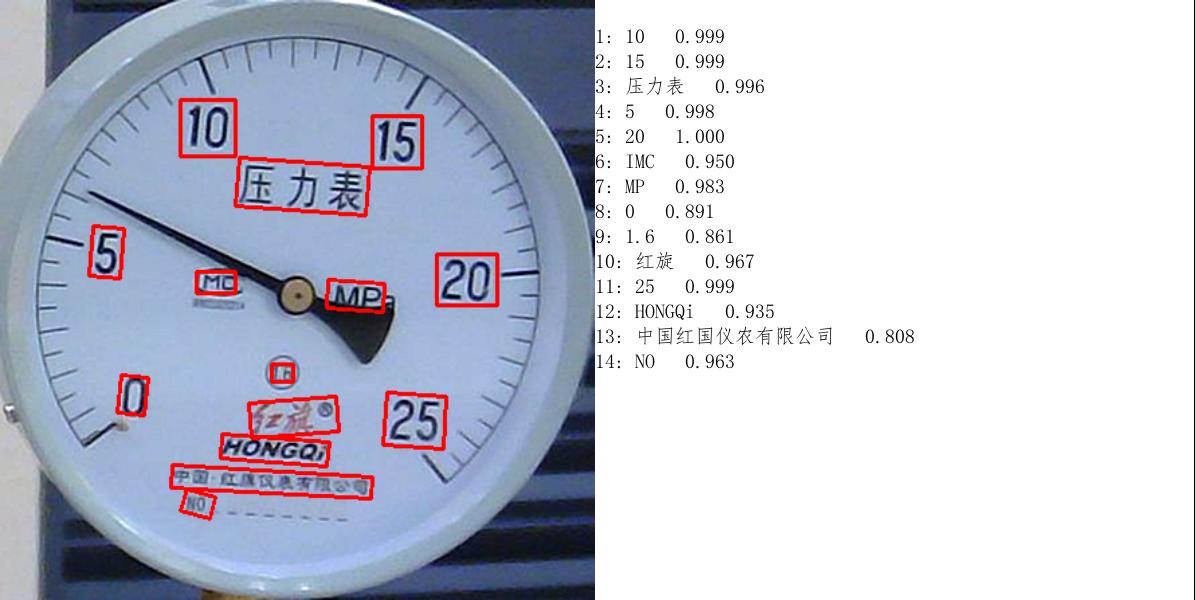 10
15
压力表
5
20
MC
MP
0
1.6
红旗®
25
HONGQi
中国·红旗仪表有限公司
NO
1: 10 0.999
2: 15 0.999
3: 压力表 0.996
4: 5 0.998
5: 20 1.000
6: IMC 0.950
7: MP 0.983
8: 0 0.891
9: 1.6 0.861
10: 红旋 0.967
11: 25 0.999
12: HONGQi 0.935
13: 中国红国仪农有限公司 0.808
14: NO 0.963